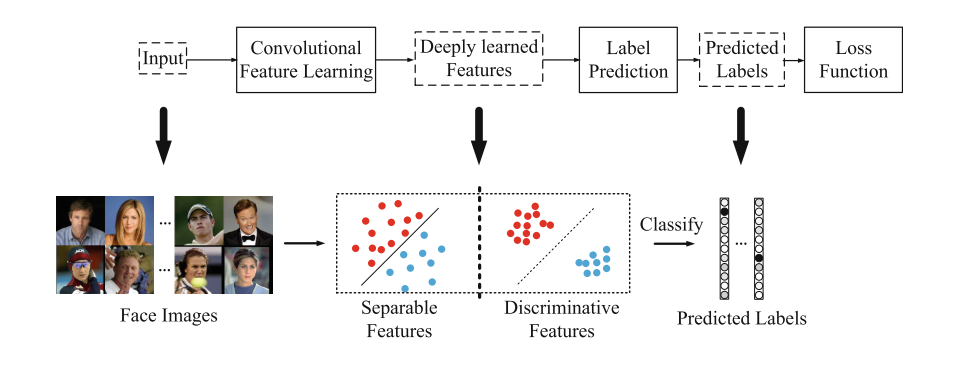 Input
Convolutional
Feature Learning
Deeply learned
Features
Label
Prediction
Predicted
Labels
Loss
Function
...
...
Face Images
Separable
Features
Discriminative
Features
Classify
...
Predicted Labels